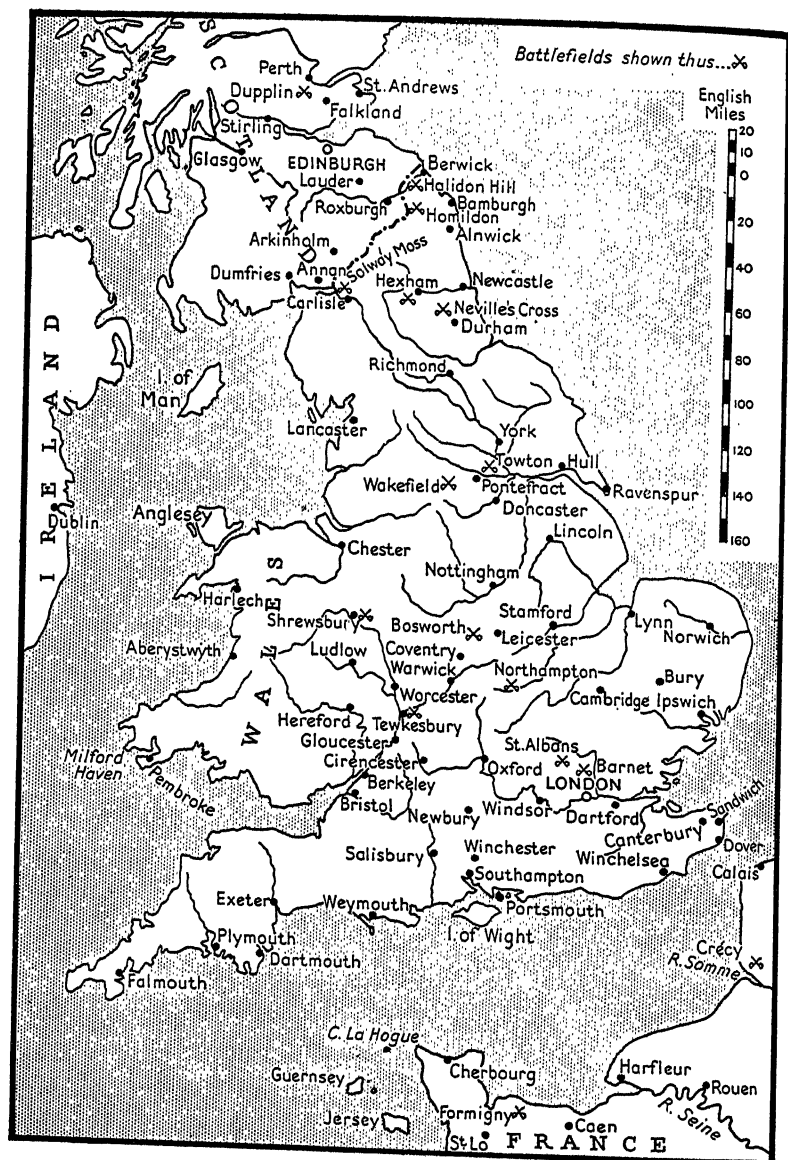 Battlefields shown thus...
English
Miles
20
10
0
20
40
60
80
100
120
140
160
SCOTLAND
Perth
Dupplin
St. Andrews
Falkland
Stirling
Glasgow
EDINBURGH
Berwick
Lauder
Halidon Hill
Roxburgh
Bamburgh
Homildon
Alnwick
Arkinholm
Solway Moss
Dumfries
Annan
Hexham
Newcastle
Carlisle
Neville's Cross
Durham
IRELAND
I. of
Man
Richmond
Lancaster
York
Towton
Hull
Wakefield
Pontefract
Ravenspur
Doncaster
Dublin
Anglesey
Lincoln
Chester
Nottingham
WALES
Harlech
Shrewsbury
Bosworth
Stamford
Lynn
Norwich
Leicester
Aberystwyth
Ludlow
Coventry
Warwick
Northampton
Bury
Worcester
Cambridge
Ipswich
Hereford
Tewkesbury
Gloucester
St. Albans
Milford
Haven
Pembroke
Cirencester
Oxford
Barnet
LONDON
Berkeley
Bristol
Newbury
Windsor
Dartford
Sandwich
Canterbury
Dover
Salisbury
Winchester
Winchelsea
Calais
Southampton
Exeter
Weymouth
Portsmouth
I. of Wight
Plymouth
Dartmouth
Crécy
R. Somme
Falmouth
C. La Hogue
Cherbourg
Harfleur
Guernsey
Rouen
Jersey
Formigny
Caen
R. Seine
St. Lo
FRANCE